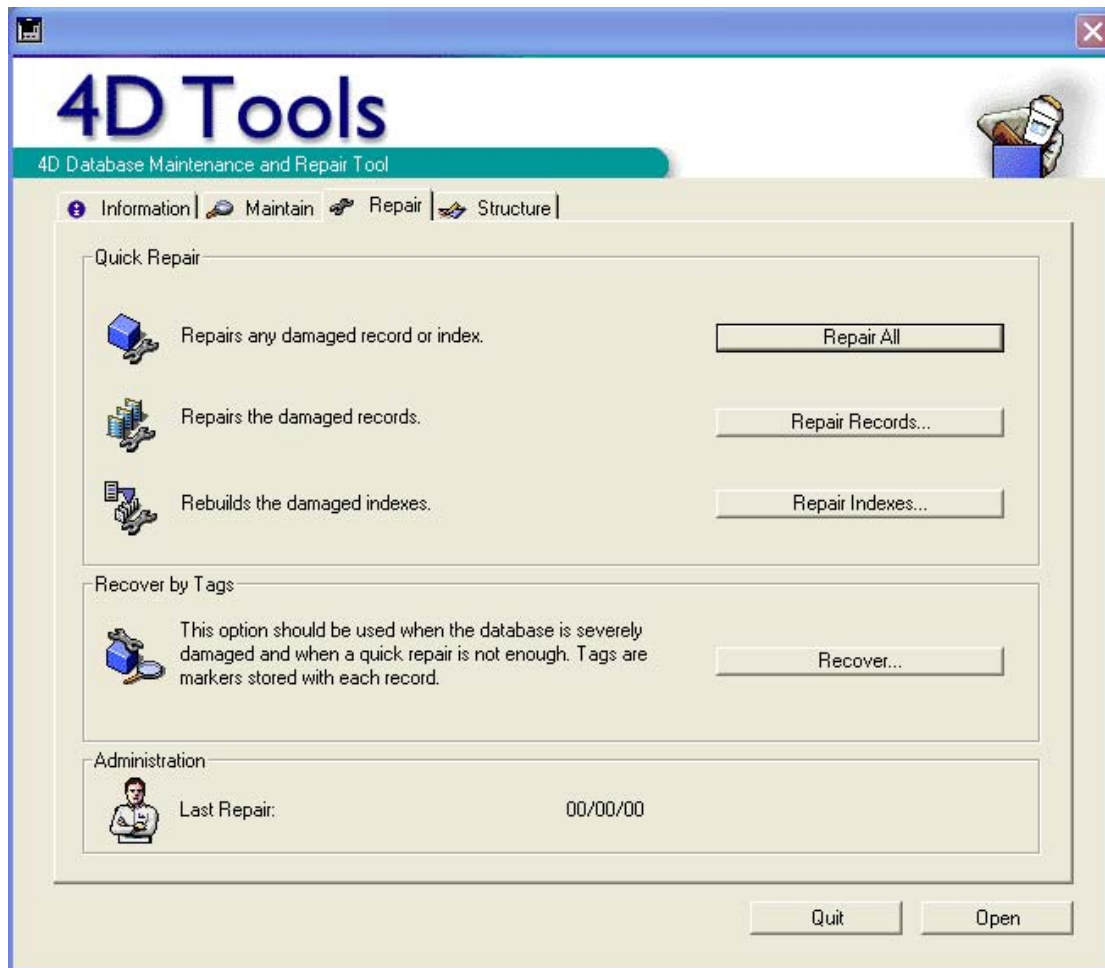 4D Tools
4D Database Maintenance and Repair Tool
Information Maintain Repair Structure
Quick Repair
Repairs any damaged record or index.
Repair All
Repairs the damaged records.
Repair Records...
Rebuilds the damaged indexes.
Repair Indexes...
Recover by Tags
This option should be used when the database is severely
damaged and when a quick repair is not enough. Tags are
markers stored with each record.
Recover...
Administration
Last Repair: 00/00/00
Quit Open